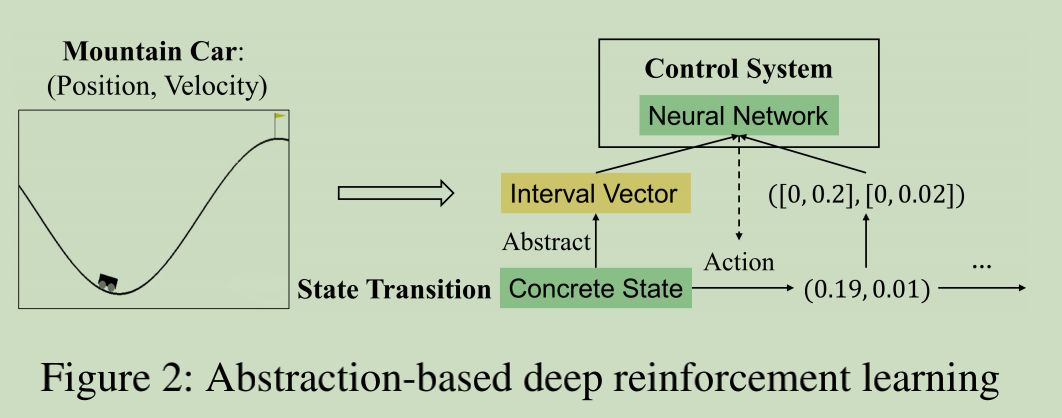 Mountain Car:
(Position, Velocity)
Control System
Neural Network
Interval Vector
([0, 0.2], [0, 0.02])
Abstract
Action
State Transition
Concrete State
(0.19, 0.01)
...
Figure 2: Abstraction-based deep reinforcement learning